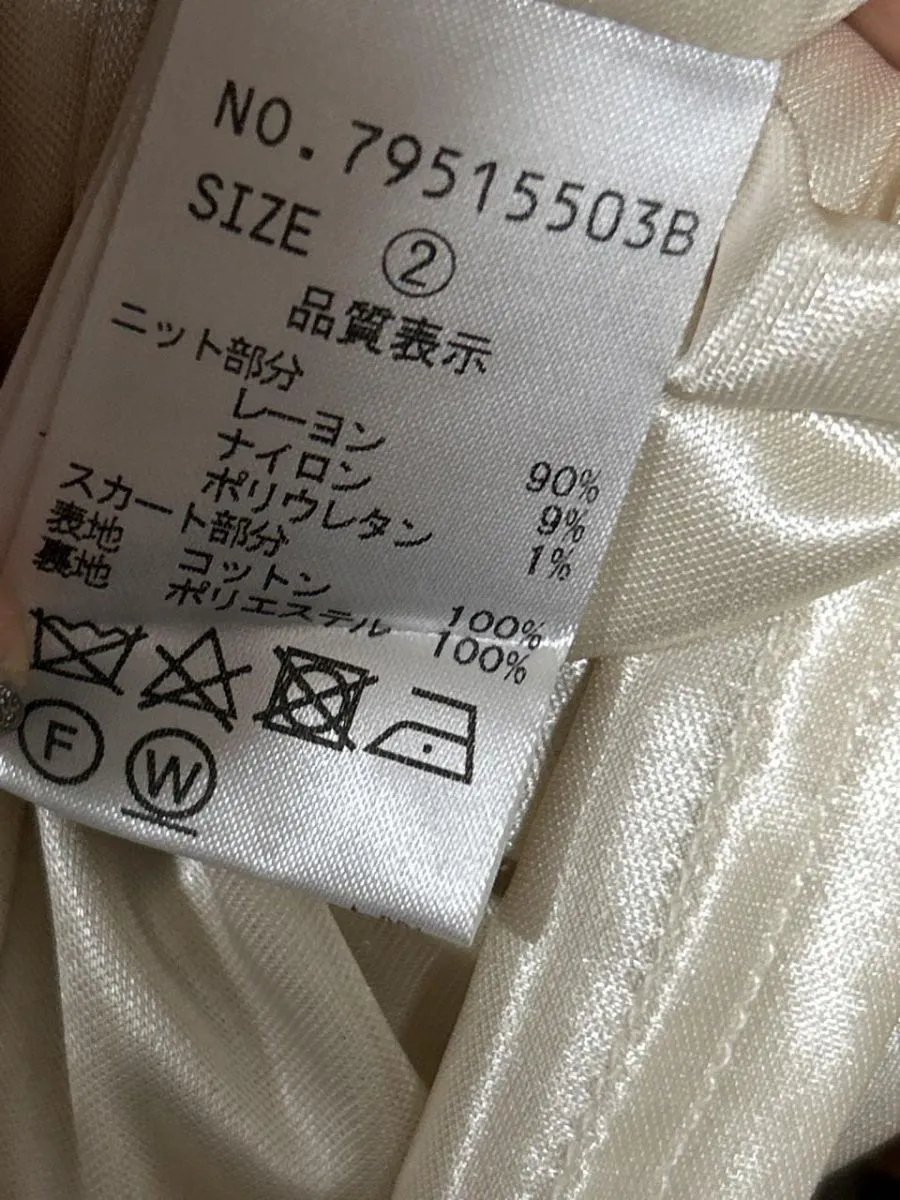 NO. 79515503B
SIZE ②
品質表示
ニット部分
レーヨン 90%
ナイロン 9%
ポリウレタン 1%
スカート部分
表地 コットン 100%
裏地 ポリエステル 100%
F W